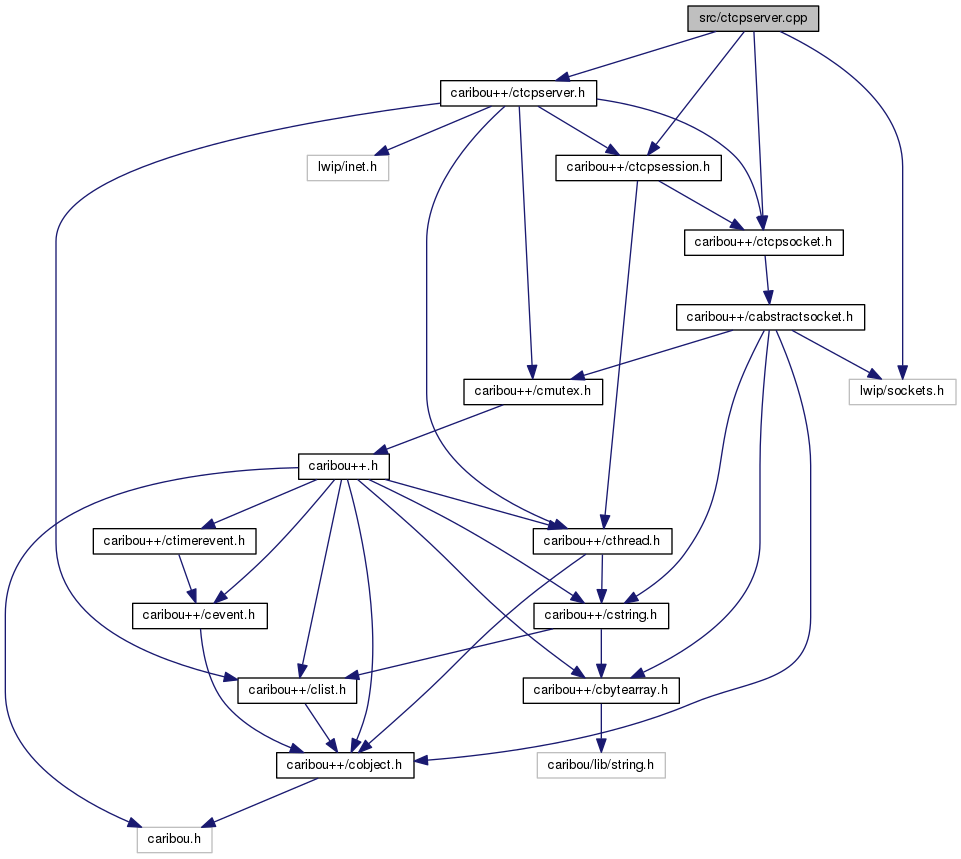 src/ctcpserver.cpp
caribou++/ctcpserver.h
lwip/inet.h
caribou++/ctcpsession.h
caribou++/ctcpsocket.h
caribou++/cabstractsocket.h
caribou++/cmutex.h
lwip/sockets.h
caribou++.h
caribou++/ctimerevent.h
caribou++/cthread.h
caribou++/cevent.h
caribou++/cstring.h
caribou++/clist.h
caribou++/cbytearray.h
caribou++/cobject.h
caribou/lib/string.h
caribou.h